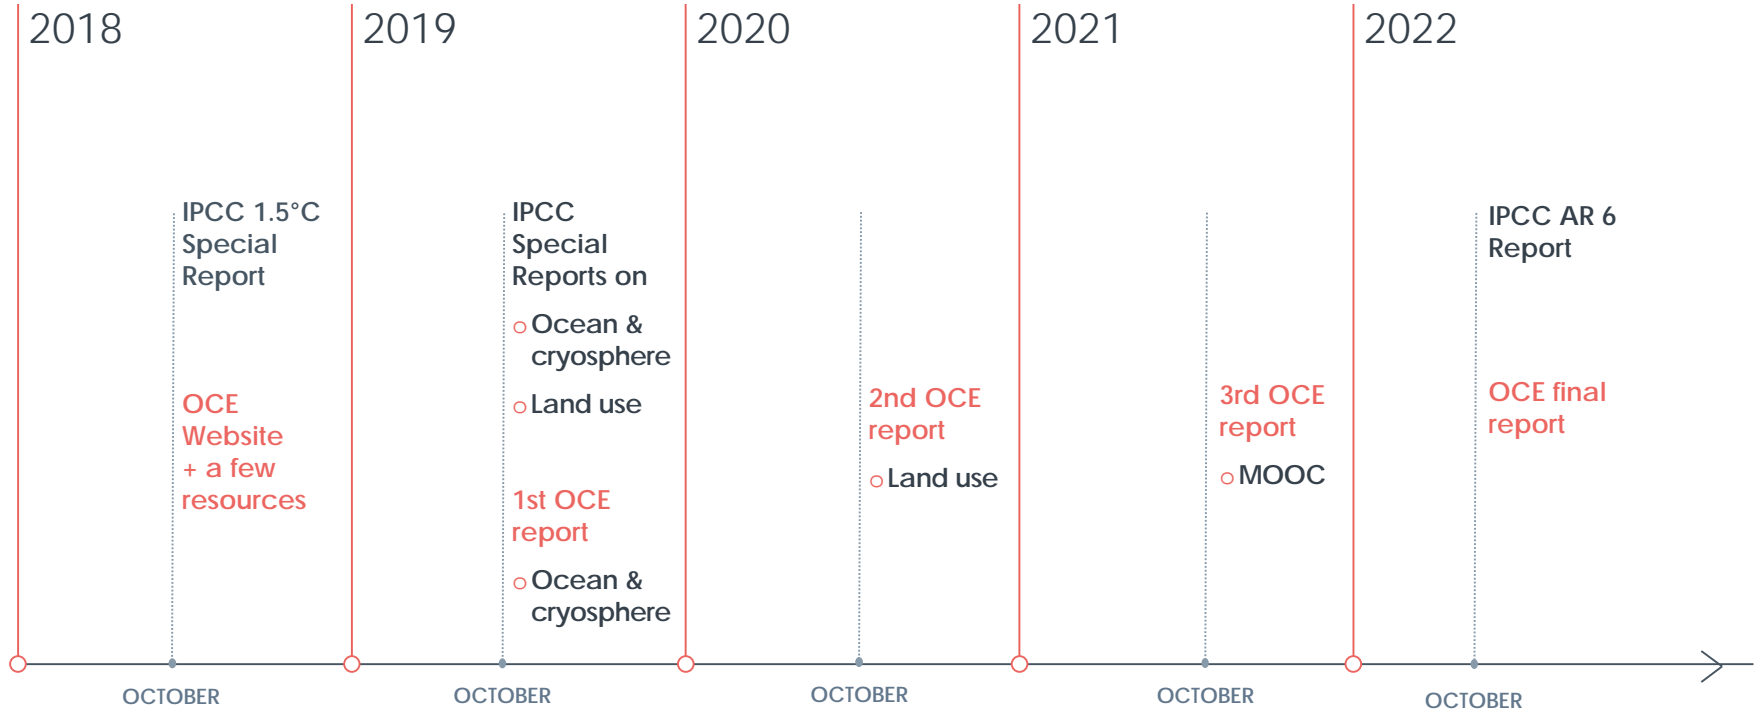 2018
2019
2020
2021
2022
IPCC 1.5°C
Special
Report
OCE
Website
+ a few
resources
IPCC
Special
Reports on
Ocean &
cryosphere
Land use
1st OCE
report
Ocean &
cryosphere
2nd OCE
report
Land use
3rd OCE
report
MOOC
IPCC AR 6
Report
OCE final
report
OCTOBER
OCTOBER
OCTOBER
OCTOBER
OCTOBER